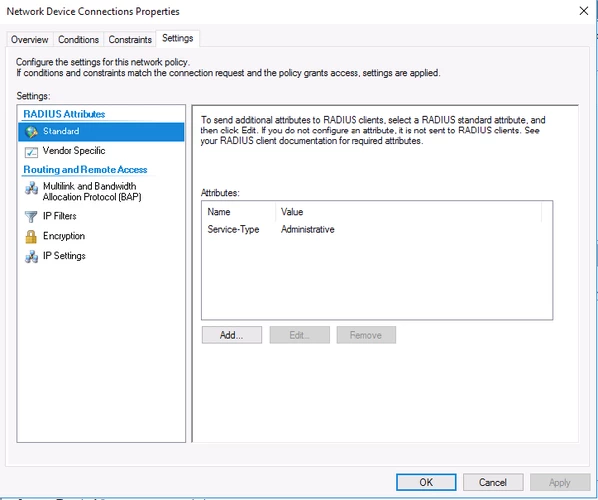 Network Device Connections Properties
Overview
Conditions
Constraints
Settings
Configure the settings for this network policy.
If conditions and constraints match the connection request and the policy grants access, settings are applied.
Settings:
RADIUS Attributes
Standard
Vendor Specific
Routing and Remote Access
Multilink and Bandwidth
Allocation Protocol (BAP)
IP Filters
Encryption
IP Settings
To send additional attributes to RADIUS clients, select a RADIUS standard attribute, and
then click Edit. If you do not configure an attribute, it is not sent to RADIUS clients. See
your RADIUS client documentation for required attributes.
Attributes:
Name Value
Service-Type Administrative
Add...
Edit...
Remove
OK
Cancel
Apply